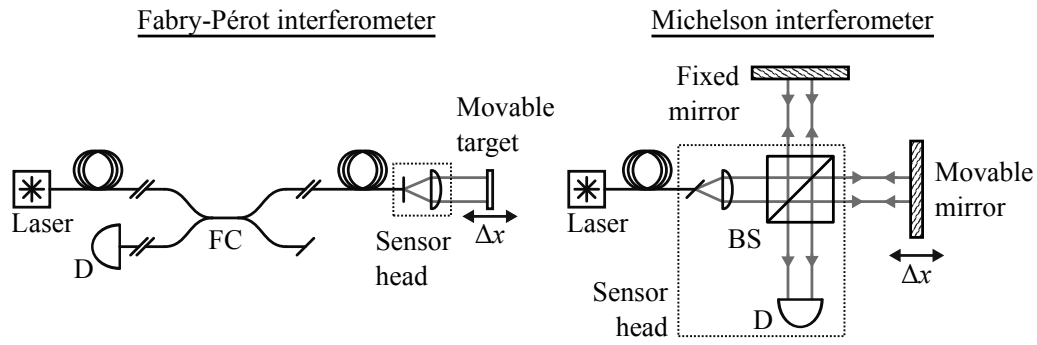 Fabry-Pérot interferometer
Movable
target
Laser
FC
D
Sensor
head
Δx
Michelson interferometer
Fixed
mirror
Laser
BS
Movable
mirror
Δx
Sensor
head
D